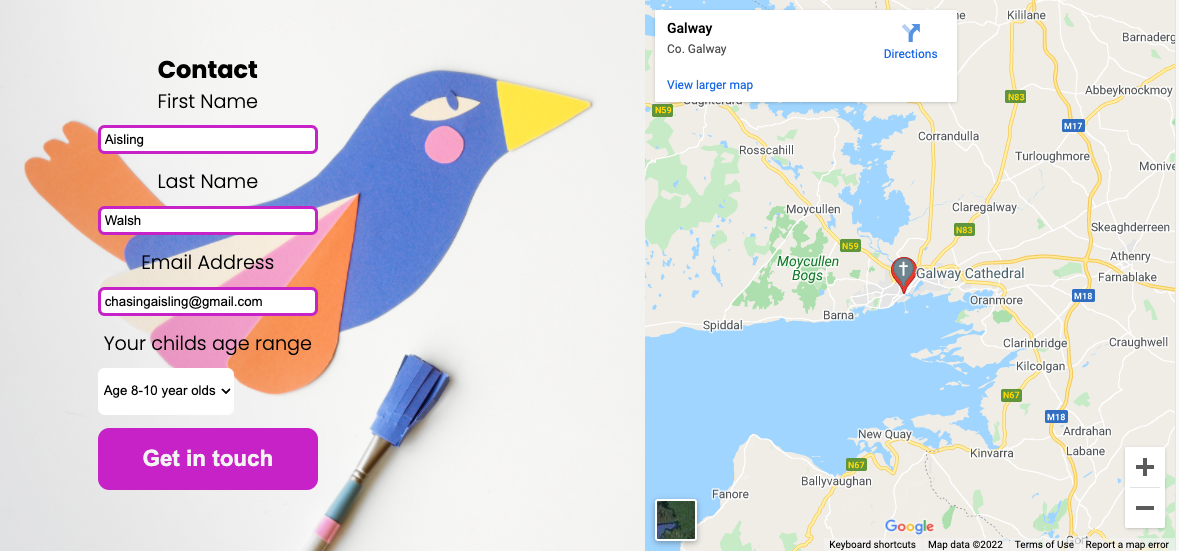 Contact
First Name
Aisling
Last Name
Walsh
Email Address
chasingaisling@gmail.com
Your childs age range
Age 8-10 year olds
Get in touch
Galway
Co. Galway
Directions
View larger map
Kililane
Barnaderg
N59
N83
Abbeyknockmoy
M17
Corrandulla
Rosscahill
Turloughmore
Moycullen
Claregalway
N83
Skeaghderreen
N59
Moycullen
Bogs
Athenry
Galway Cathedral
Farnablake
Oranmore
M18
Barna
Spiddal
Clarinbridge
Craughwell
Kilcolgan
N67
M18
Ardrahan
New Quay
Labane
Kinvarra
N67
Ballyvaughan
Fanore
Google
Keyboard shortcuts
Map data ©2022
Terms of Use
Report a map error